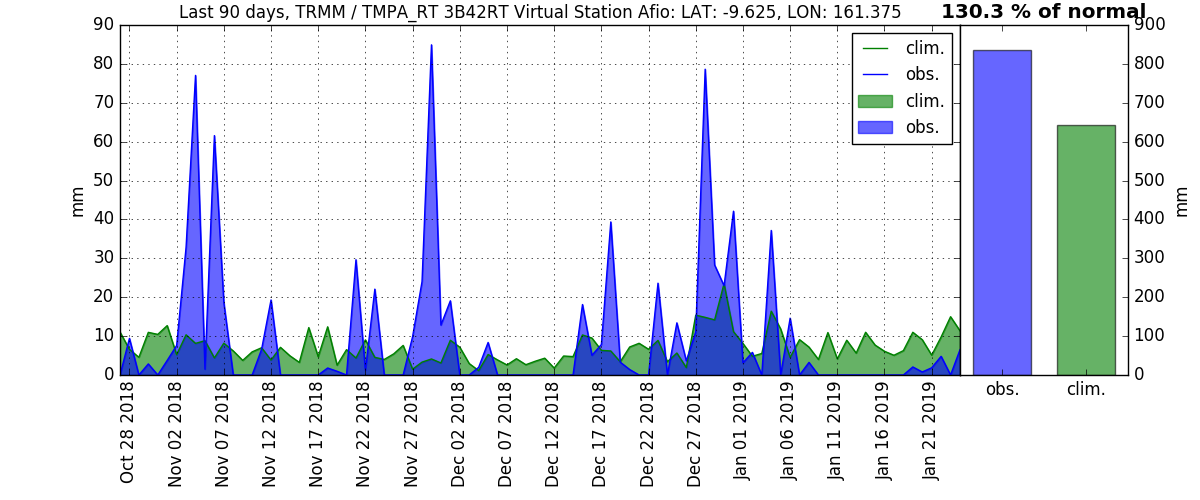 Last 90 days, TRMM / TMPA_RT 3B42RT Virtual Station Afio: LAT: -9.625, LON: 161.375
130.3 % of normal
90
80
70
60
50
40
30
20
10
0
mm
clim.
obs.
clim.
obs.
900
800
700
600
500
400
300
200
100
0
mm
Oct 28 2018
Nov 02 2018
Nov 07 2018
Nov 12 2018
Nov 17 2018
Nov 22 2018
Nov 27 2018
Dec 02 2018
Dec 07 2018
Dec 12 2018
Dec 17 2018
Dec 22 2018
Dec 27 2018
Jan 01 2019
Jan 06 2019
Jan 11 2019
Jan 16 2019
Jan 21 2019
obs.
clim.